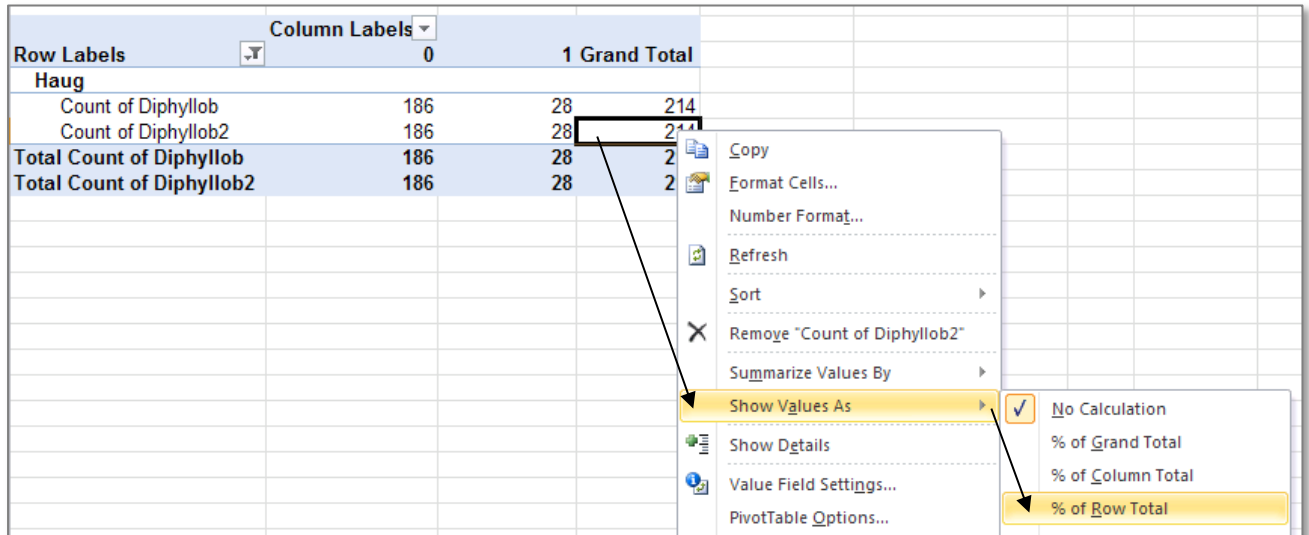 Column Labels
Row Labels 0 1 Grand Total
Haug
Count of Diphyllob 186 28 214
Count of Diphyllob2 186 28 214
Total Count of Diphyllob 186 28 2
Total Count of Diphyllob2 186 28 2
Copy
Format Cells...
Number Format...
Refresh
Sort
Remove "Count of Diphyllob2"
Summarize Values By
Show Values As
Show Details
Value Field Settings...
PivotTable Options...
No Calculation
% of Grand Total
% of Column Total
% of Row Total